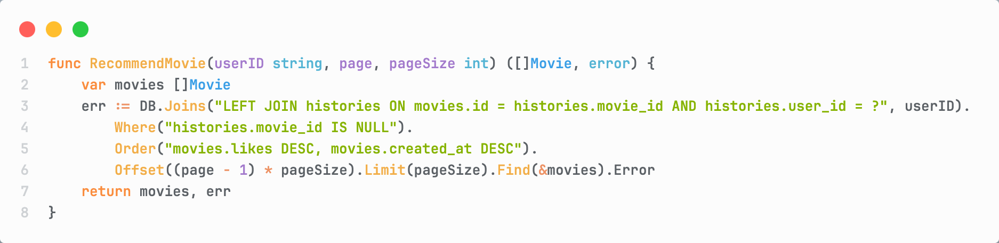 1 func RecommendMovie(userID string, page, pageSize int) ([]Movie, error) {
2     var movies []Movie
3     err := DB.Joins("LEFT JOIN histories ON movies.id = histories.movie_id AND histories.user_id = ?", userID).
4         Where("histories.movie_id IS NULL").
5         Order("movies.likes DESC, movies.created_at DESC").
6         Offset((page - 1) * pageSize).Limit(pageSize).Find(&movies).Error
7     return movies, err
8 }